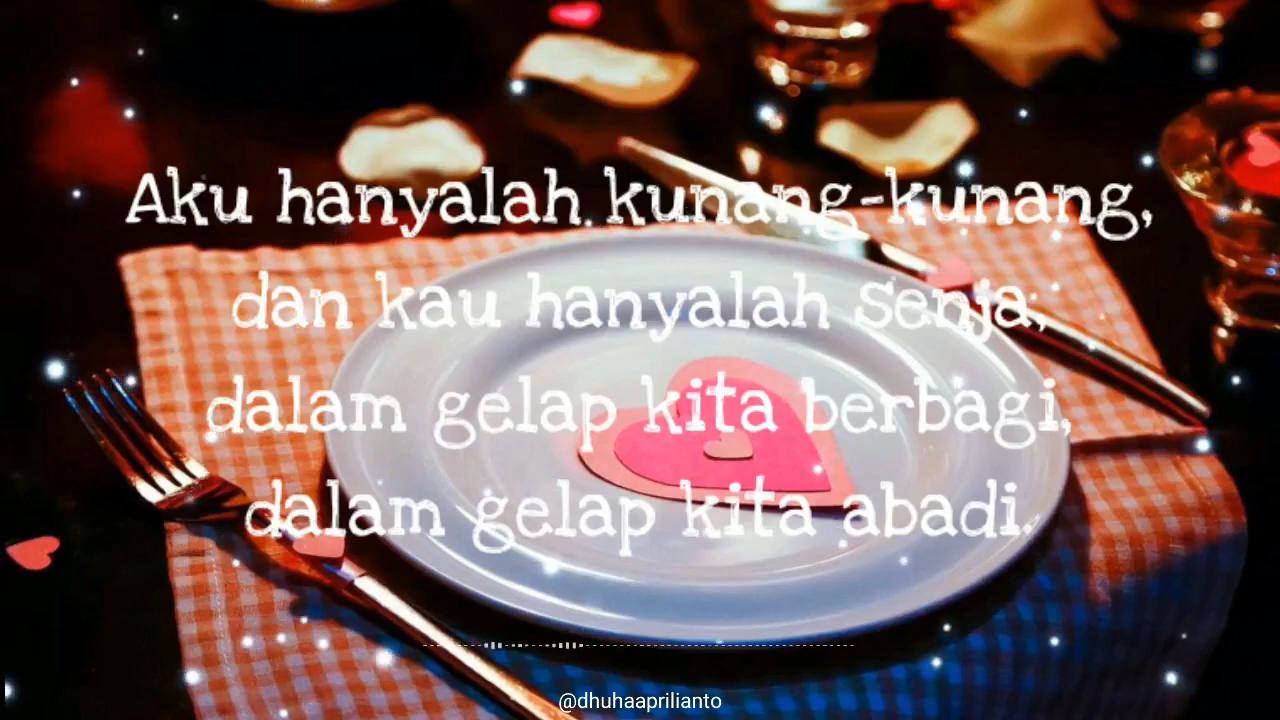 Aku hanyalah kunang-kunang,
dan kau hanyalah senja,
dalam gelap kita berbagi,
dalam gelap kita abadi.
@dhuhaaprilianto